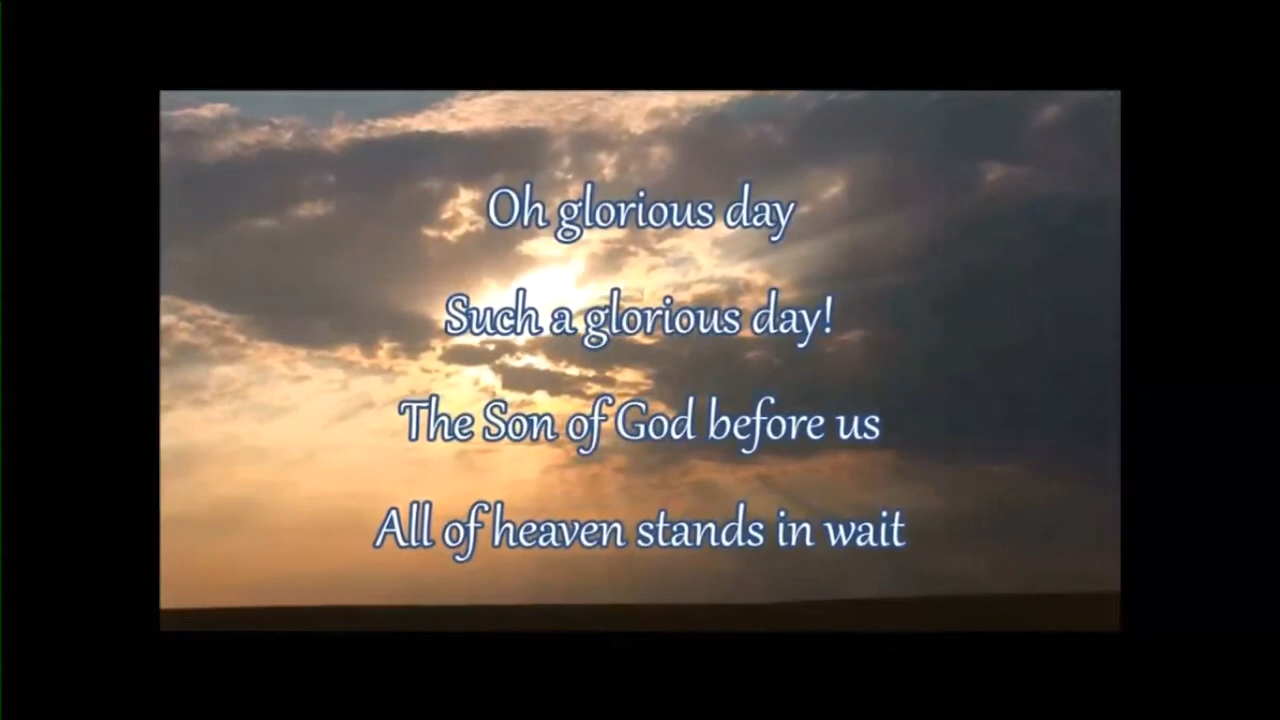 Oh glorious day
Such a glorious day!
The Son of God before us
All of heaven stands in wait